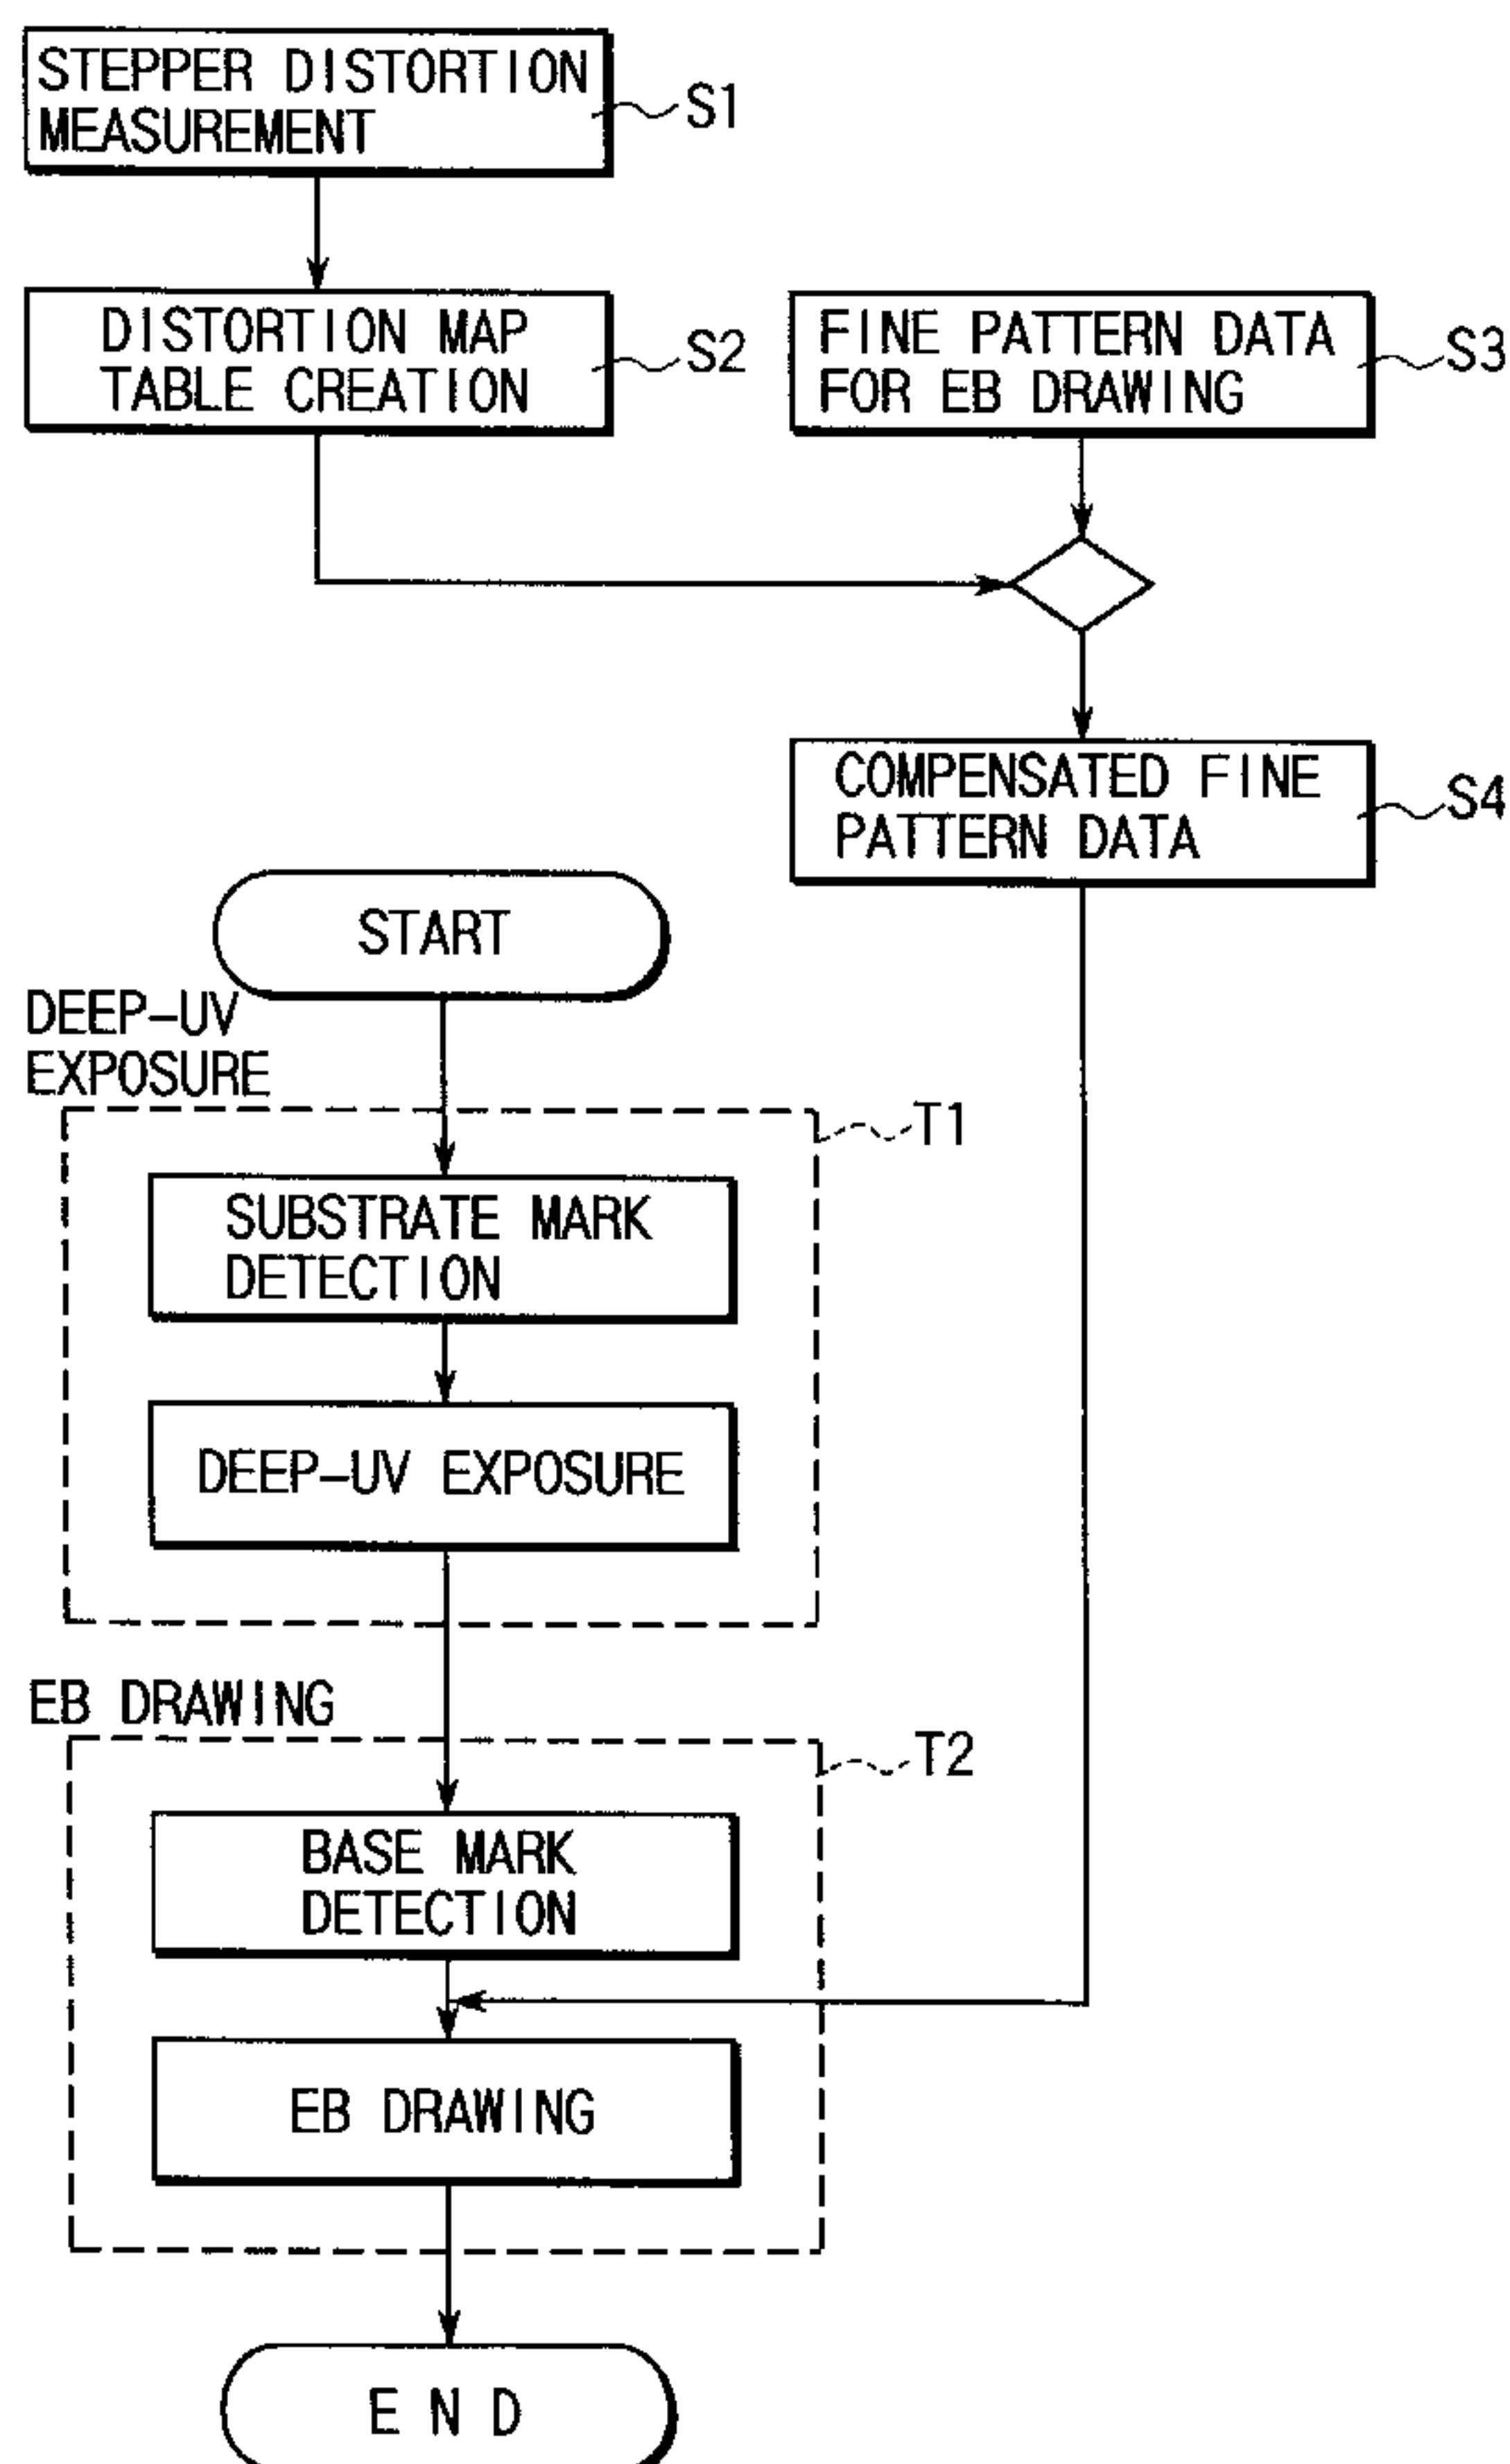 STEPPER DISTORTION
MEASUREMENT
S1
DISTORTION MAP
TABLE CREATION
S2
FINE PATTERN DATA
FOR EB DRAWING
S3
COMPENSATED FINE
PATTERN DATA
S4
START
DEEP-UV
EXPOSURE
T1
SUBSTRATE MARK
DETECTION
DEEP-UV EXPOSURE
EB DRAWING
T2
BASE MARK
DETECTION
EB DRAWING
END